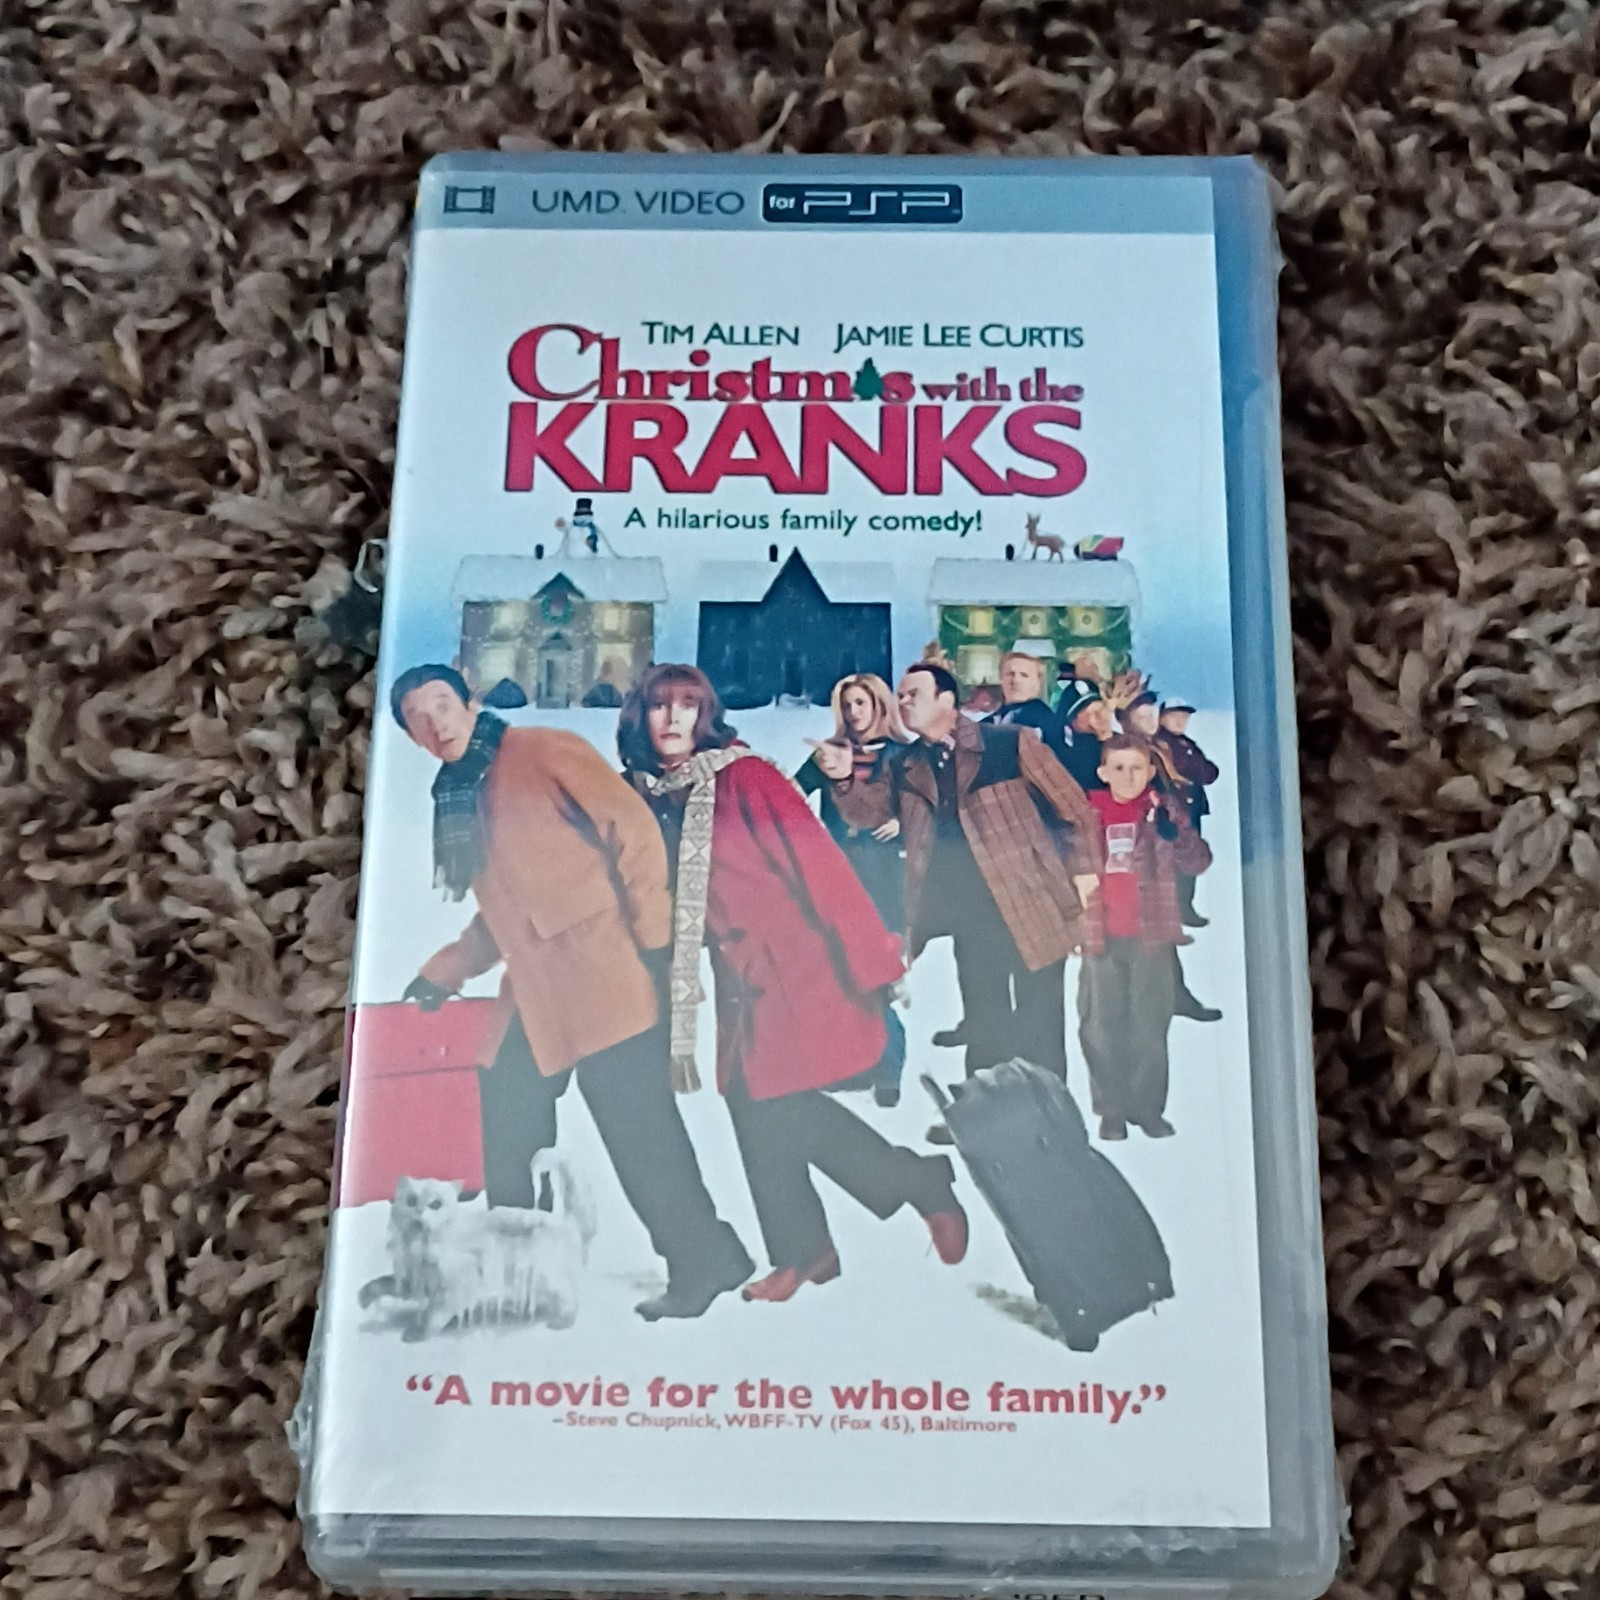 UMD VIDEO for PSP
TIM ALLEN JAMIE LEE CURTIS
Christmas with the
KRANKS
A hilarious family comedy!
“A movie for the whole family.”
–Steve Chupnick, WBFF-TV (Fox 45), Baltimore